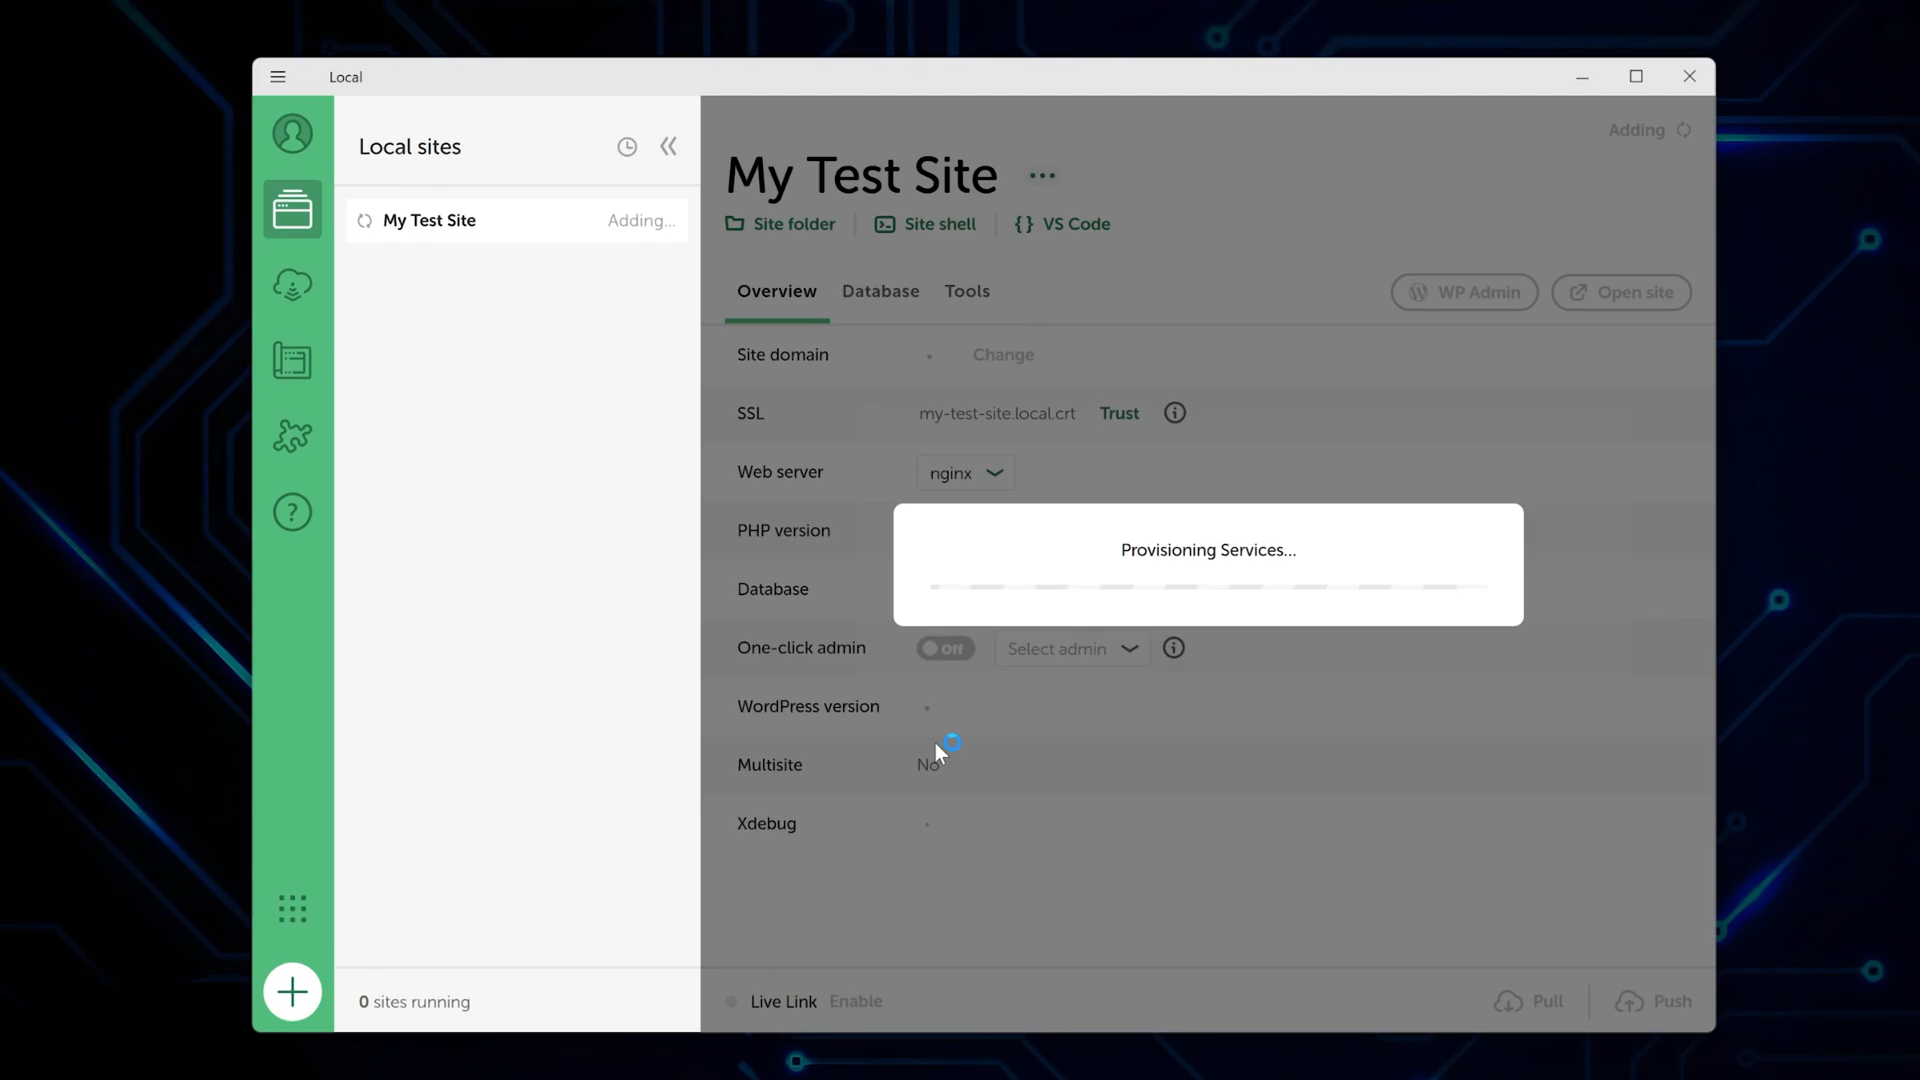 Local
Local sites
My Test Site Adding...
0 sites running
Adding
My Test Site
Site folder Site shell VS Code
Overview Database Tools WP Admin Open site
Site domain Change
SSL my-test-site.local.crt Trust
Web server nginx
PHP version
Provisioning Services...
Database
One-click admin Off Select admin
WordPress version
Multisite No
Xdebug
Live Link Enable Pull Push